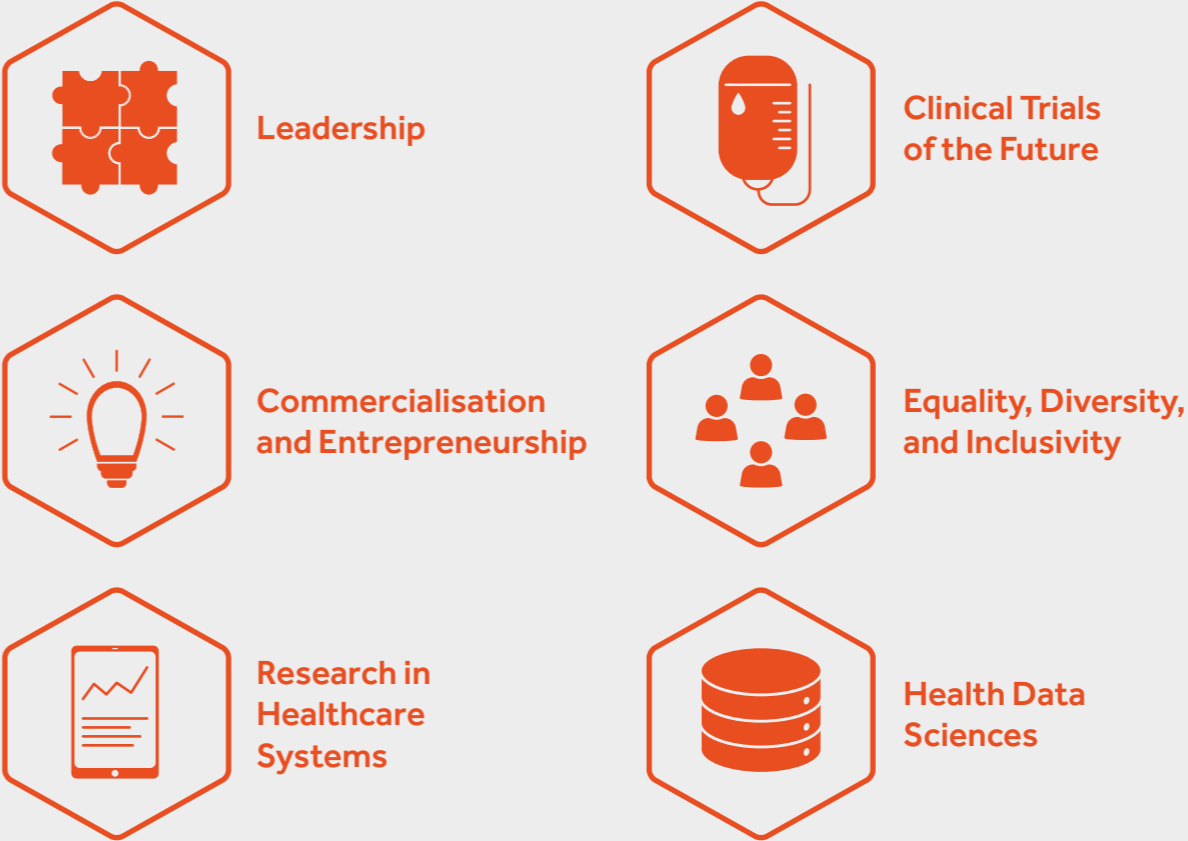 Leadership
Clinical Trials
of the Future
Commercialisation
and Entrepreneurship
Equality, Diversity,
and Inclusivity
Research in
Healthcare
Systems
Health Data
Sciences